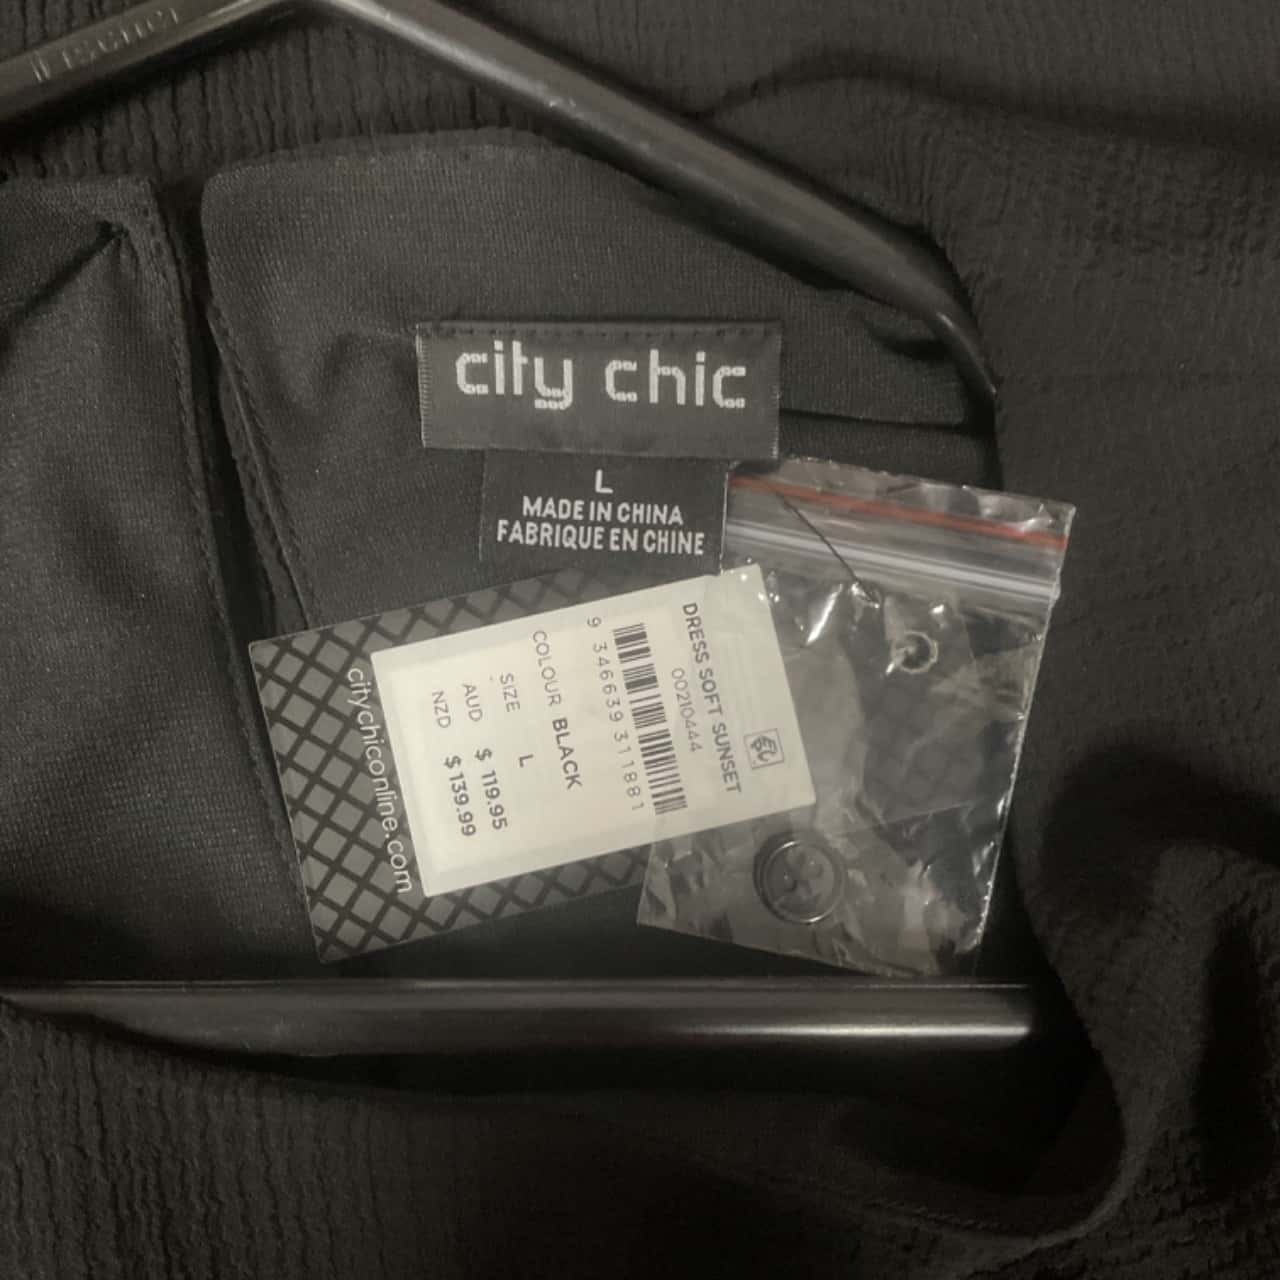 city chic
L
MADE IN CHINA
FABRIQUE EN CHINE
DRESS SOFT SUNSET
00210444
9 346639 311881
COLOUR BLACK
SIZE L
AUD $ 119.95
NZD $139.99
citychiconline.com